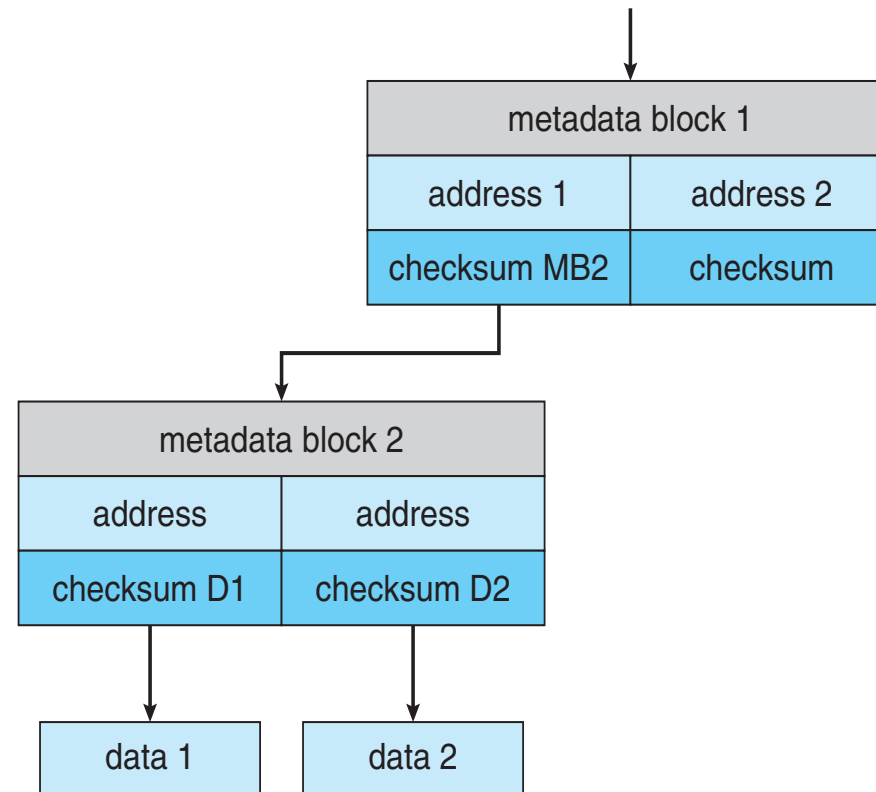 metadata block 1
address 1 address 2
checksum MB2 checksum
metadata block 2
address address
checksum D1 checksum D2
data 1 data 2